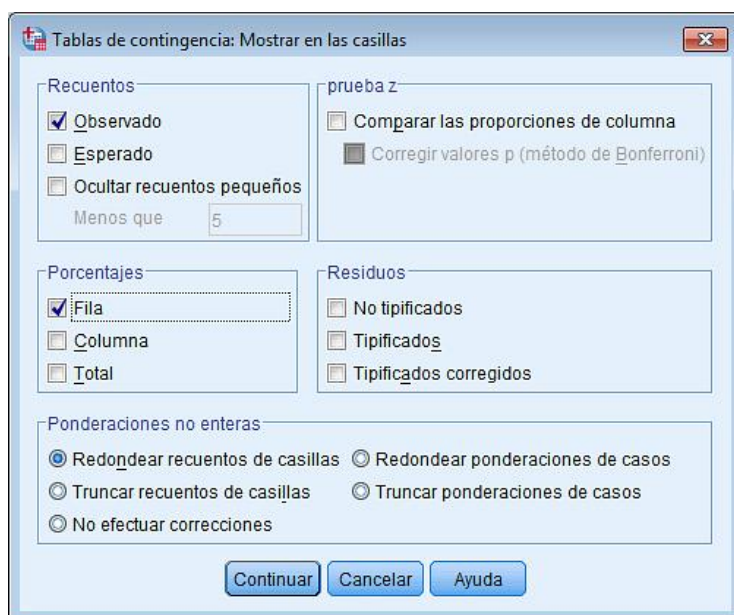 Tablas de contingencia: Mostrar en las casillas
Recuentos
Observado
Esperado
Ocultar recuentos pequeños
Menos que 5
prueba z
Comparar las proporciones de columna
Corregir valores p (método de Bonferroni)
Porcentajes
Fila
Columna
Total
Residuos
No tipificados
Tipificados
Tipificados corregidos
Ponderaciones no enteras
Redondear recuentos de casillas Redondear ponderaciones de casos
Truncar recuentos de casillas Truncar ponderaciones de casos
No efectuar correcciones
Continuar Cancelar Ayuda